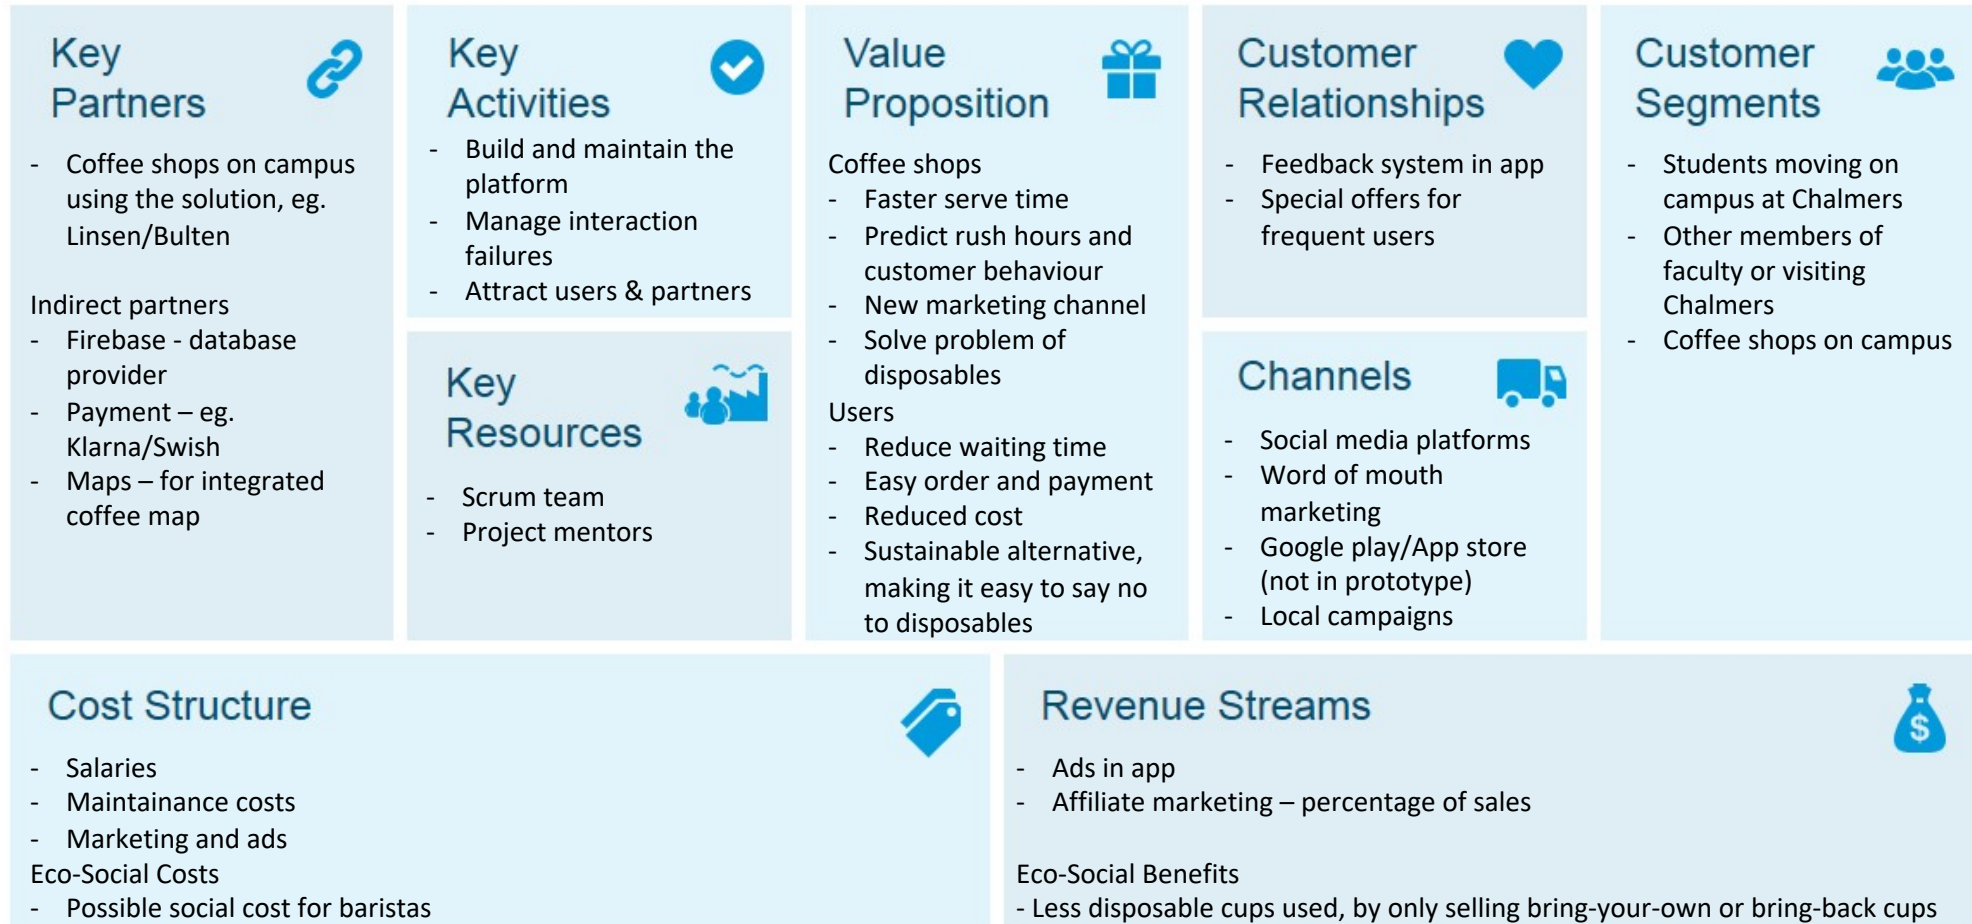 Key
Partners
- Coffee shops on campus
using the solution, eg.
Linsen/Bulten
Indirect partners
- Firebase - database
provider
- Payment – eg.
Klarna/Swish
- Maps – for integrated
coffee map
Key
Activities
- Build and maintain the
platform
- Manage interaction
failures
- Attract users & partners
Key
Resources
- Scrum team
- Project mentors
Value
Proposition
Coffee shops
- Faster serve time
- Predict rush hours and
customer behaviour
- New marketing channel
- Solve problem of
disposables
Users
- Reduce waiting time
- Easy order and payment
- Reduced cost
- Sustainable alternative,
making it easy to say no
to disposables
Customer
Relationships
- Feedback system in app
- Special offers for
frequent users
Channels
- Social media platforms
- Word of mouth
marketing
- Google play/App store
(not in prototype)
- Local campaigns
Customer
Segments
- Students moving on
campus at Chalmers
- Other members of
faculty or visiting
Chalmers
- Coffee shops on campus
Cost Structure
- Salaries
- Maintainance costs
- Marketing and ads
Eco-Social Costs
- Possible social cost for baristas
Revenue Streams
$
- Ads in app
- Affiliate marketing – percentage of sales
Eco-Social Benefits
- Less disposable cups used, by only selling bring-your-own or bring-back cups